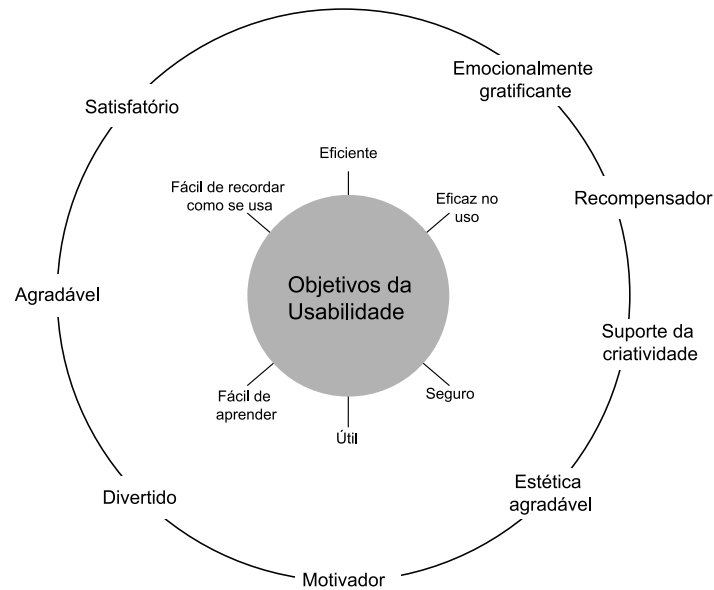 Emocionalmente
gratificante
Satisfatório
Eficiente
Fácil de recordar
como se usa
Eficaz no
uso
Recompensador
Objetivos da
Usabilidade
Agradável
Suporte da
criatividade
Fácil de
aprender
Seguro
Útil
Divertido
Estética
agradável
Motivador